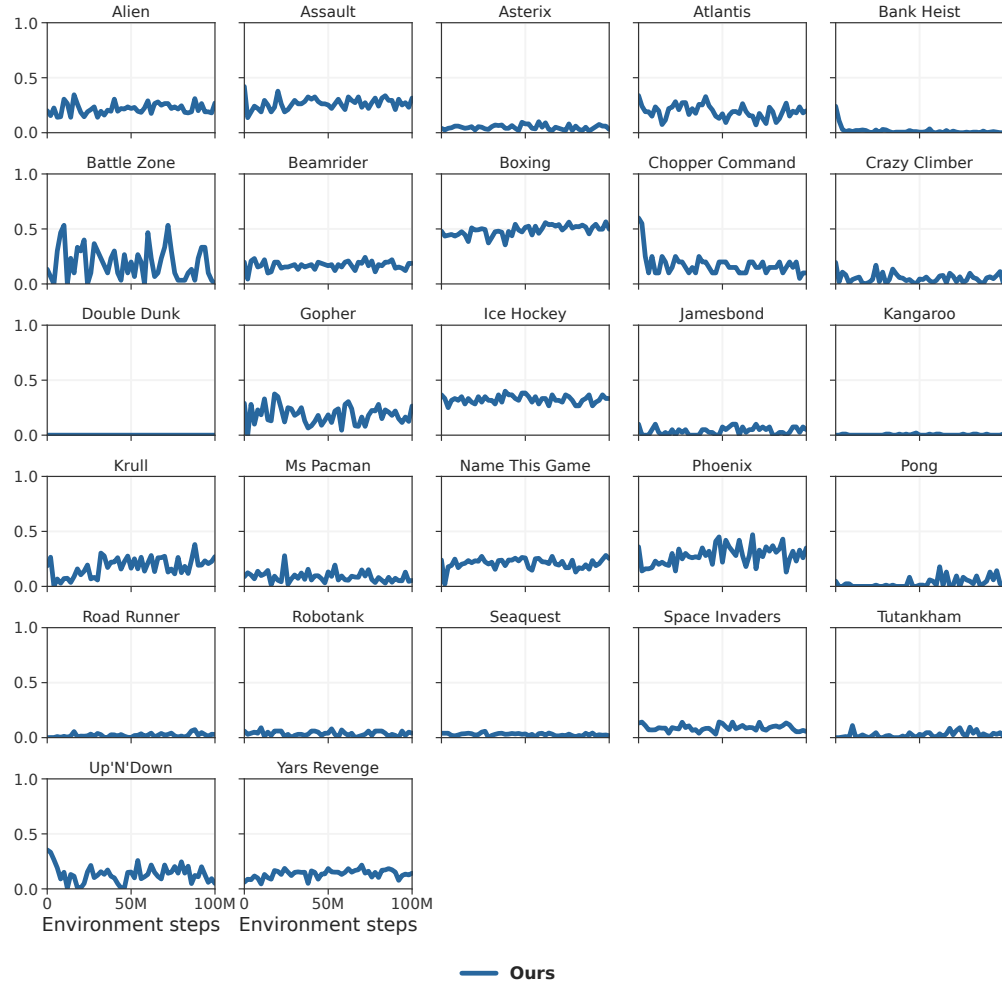 Alien Assault Asterix Atlantis Bank Heist
1.0
0.5
0.0
Battle Zone Beamrider Boxing Chopper Command Crazy Climber
1.0
0.5
0.0
Double Dunk Gopher Ice Hockey Jamesbond Kangaroo
1.0
0.5
0.0
Krull Ms Pacman Name This Game Phoenix Pong
1.0
0.5
0.0
Road Runner Robotank Seaquest Space Invaders Tutankham
1.0
0.5
0.0
Up'N'Down Yars Revenge
1.0
0.5
0.0
0 50M 100M 0 50M 100M
Environment steps Environment steps
Ours